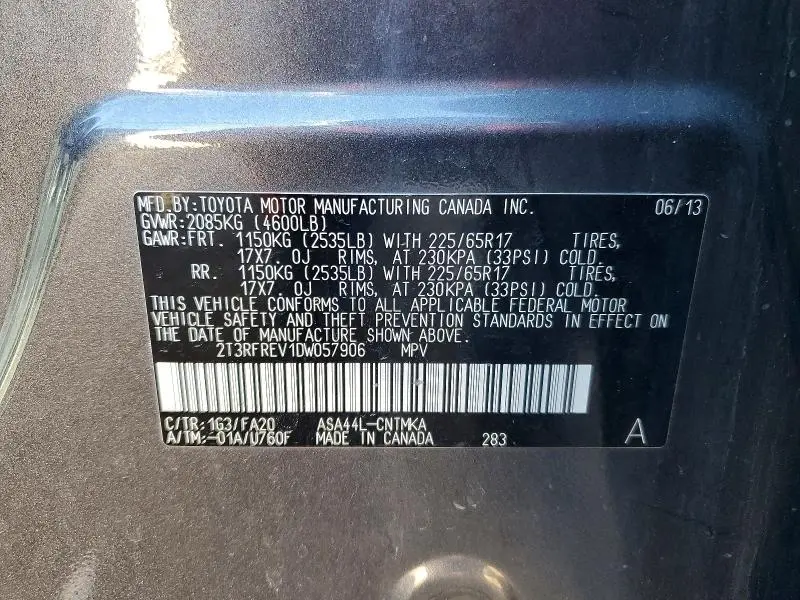 MFD.BY:TOYOTA MOTOR MANUFACTURING CANADA INC. 06/13
GVWR:2085KG (4600LB)
GAWR:FRT. 1150KG (2535LB) WITH 225/65R17 TIRES,
17X7.0J RIMS, AT 230KPA (33PSI) COLD.
RR. 1150KG (2535LB) WITH 225/65R17 TIRES,
17X7.0J RIMS, AT 230KPA (33PSI) COLD.
THIS VEHICLE CONFORMS TO ALL APPLICABLE FEDERAL MOTOR
VEHICLE SAFETY AND THEFT PREVENTION STANDARDS IN EFFECT ON
THE DATE OF MANUFACTURE SHOWN ABOVE.
2T3RFREV1DW057906 MPV
C/TR:1G3/FA20 ASA44L-CNTMKA
A/TM:-01A/U760F MADE IN CANADA 283 A